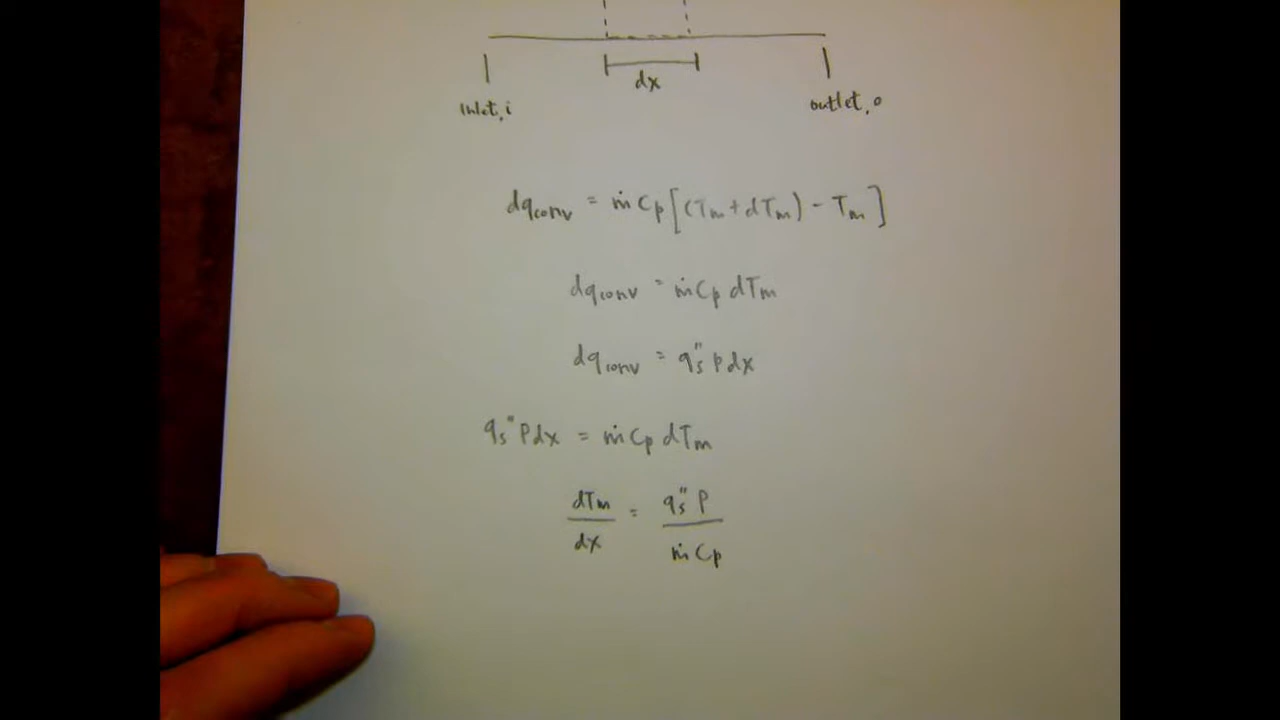 dx
Inlet, i outlet, o
dq_conv = ṁ Cp [(Tm + dTm) - Tm]
dq_conv = ṁ Cp dTm
dq_conv = q_s" P dx
q_s" P dx = ṁ Cp dTm
dTm/dx = q_s" P / ṁ Cp